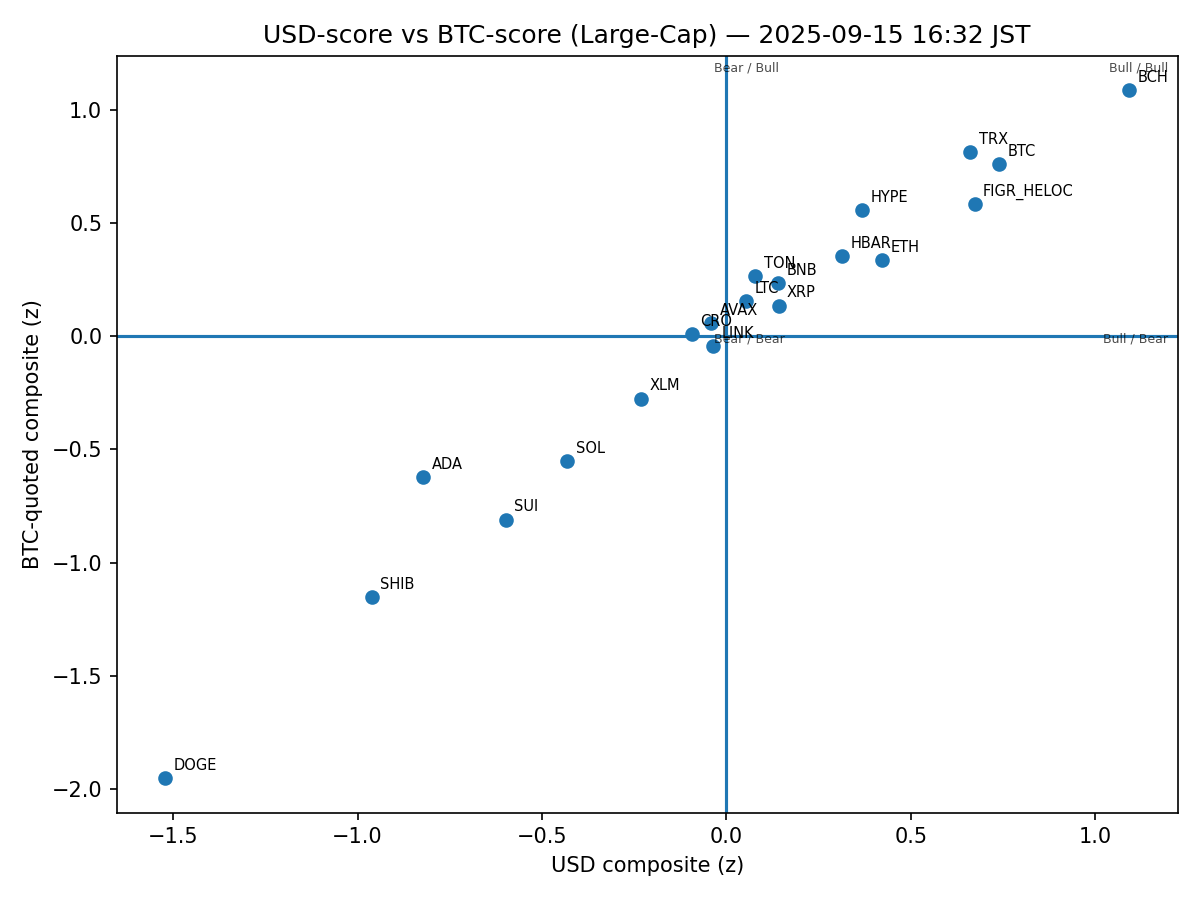 USD-score vs BTC-score (Large-Cap) — 2025-09-15 16:32 JST
Bear / Bull
Bull / Bull
BCH
TRX
BTC
FIGR_HELOC
HYPE
HBAR
ETH
TON
BNB
LTC
XRP
AVAX
CRO
LINK
Bear / Bear
Bull / Bear
XLM
SOL
ADA
SUI
SHIB
DOGE
1.0
0.5
0.0
−0.5
−1.0
−1.5
−2.0
BTC-quoted composite (z)
−1.5
−1.0
−0.5
0.0
0.5
1.0
USD composite (z)